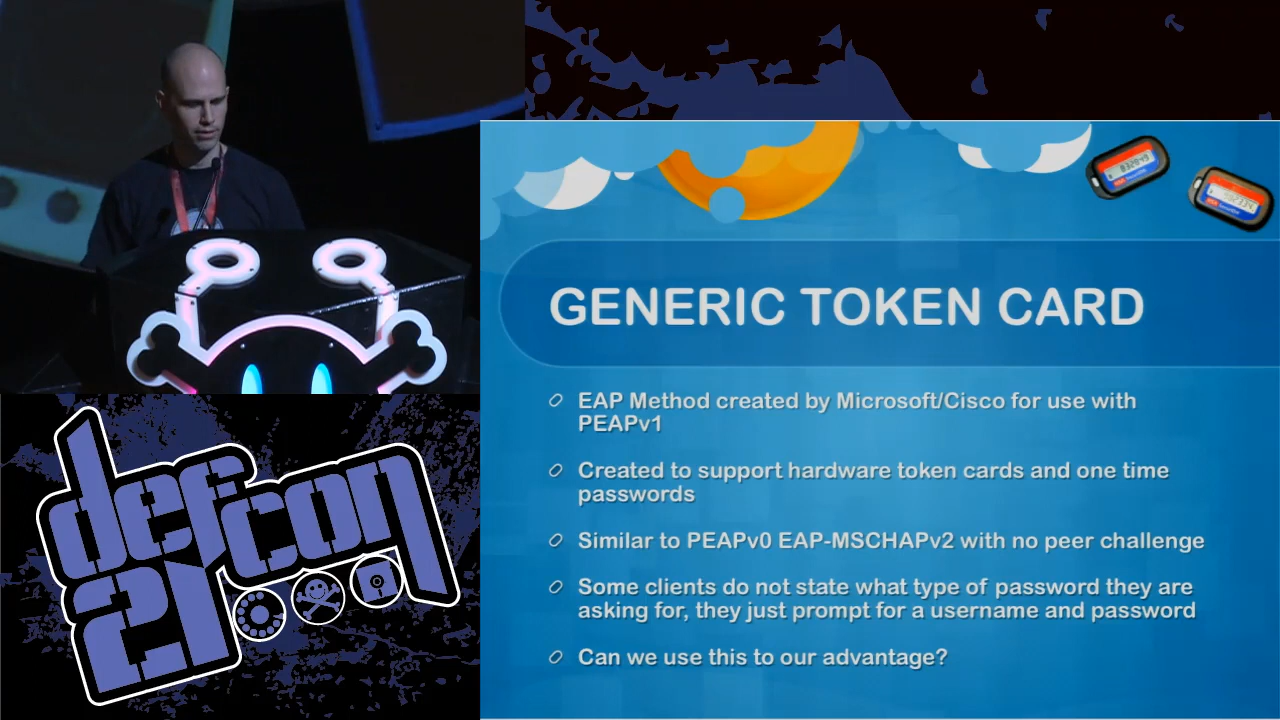 GENERIC TOKEN CARD
EAP Method created by Microsoft/Cisco for use with
PEAPv1
Created to support hardware token cards and one time
passwords
Similar to PEAPv0 EAP-MSCHAPv2 with no peer challenge
Some clients do not state what type of password they are
asking for, they just prompt for a username and password
Can we use this to our advantage?
defcon
21